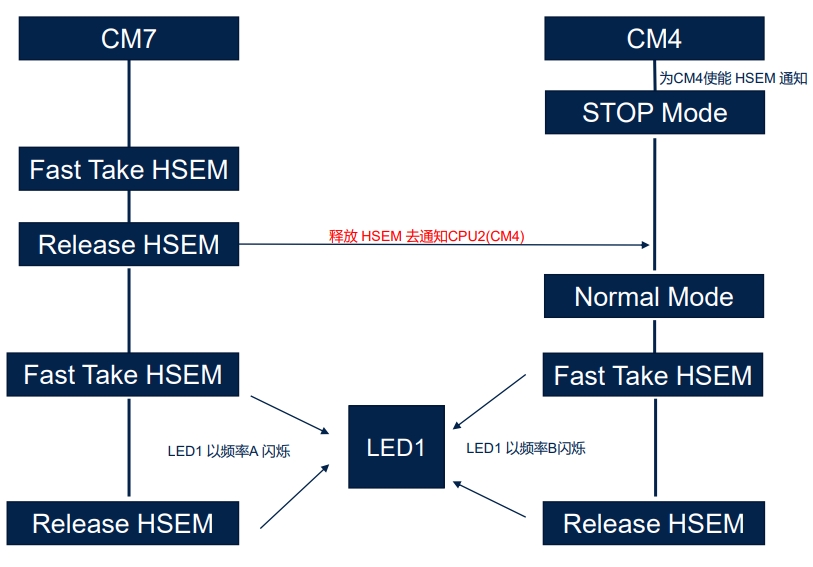 CM7
CM4
为CM4使能 HSEM 通知
STOP Mode
Fast Take HSEM
Release HSEM
释放 HSEM 去通知CPU2(CM4)
Normal Mode
Fast Take HSEM
Fast Take HSEM
LED1 以频率A 闪烁
LED1
LED1 以频率B闪烁
Release HSEM
Release HSEM